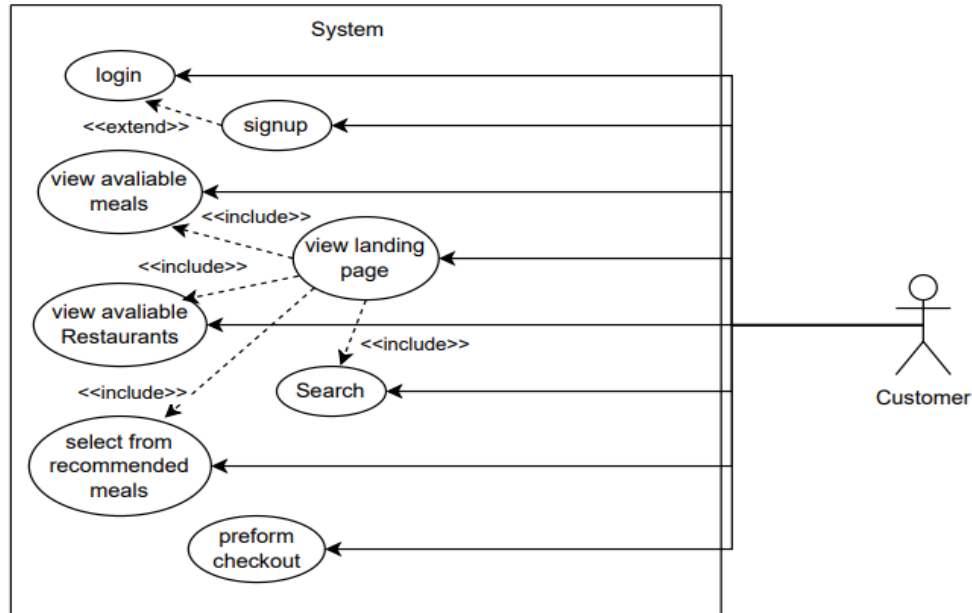 System
login
<<extend>>
signup
view avaliable
meals
<<include>>
view landing
page
<<include>>
view avaliable
Restaurants
<<include>>
<<include>>
Search
Customer
select from
recommended
meals
preform
checkout